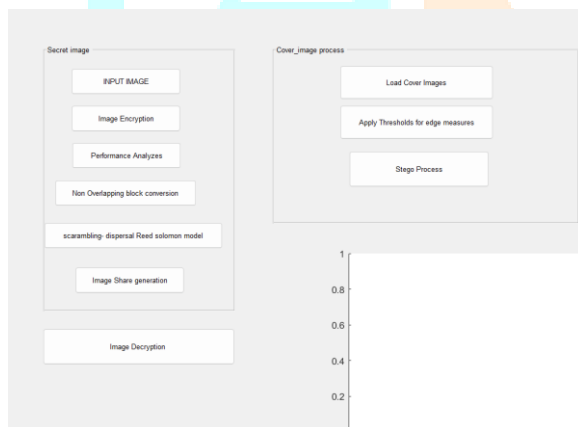 Secret image
INPUT IMAGE
Image Encryption
Performance Analyzes
Non Overlapping block conversion
scarambling- dispersal Reed solomon model
Image Share generation
Image Decryption
Cover_image process
Load Cover Images
Apply Thresholds for edge measures
Stego Process
1
0.8
0.6
0.4
0.2